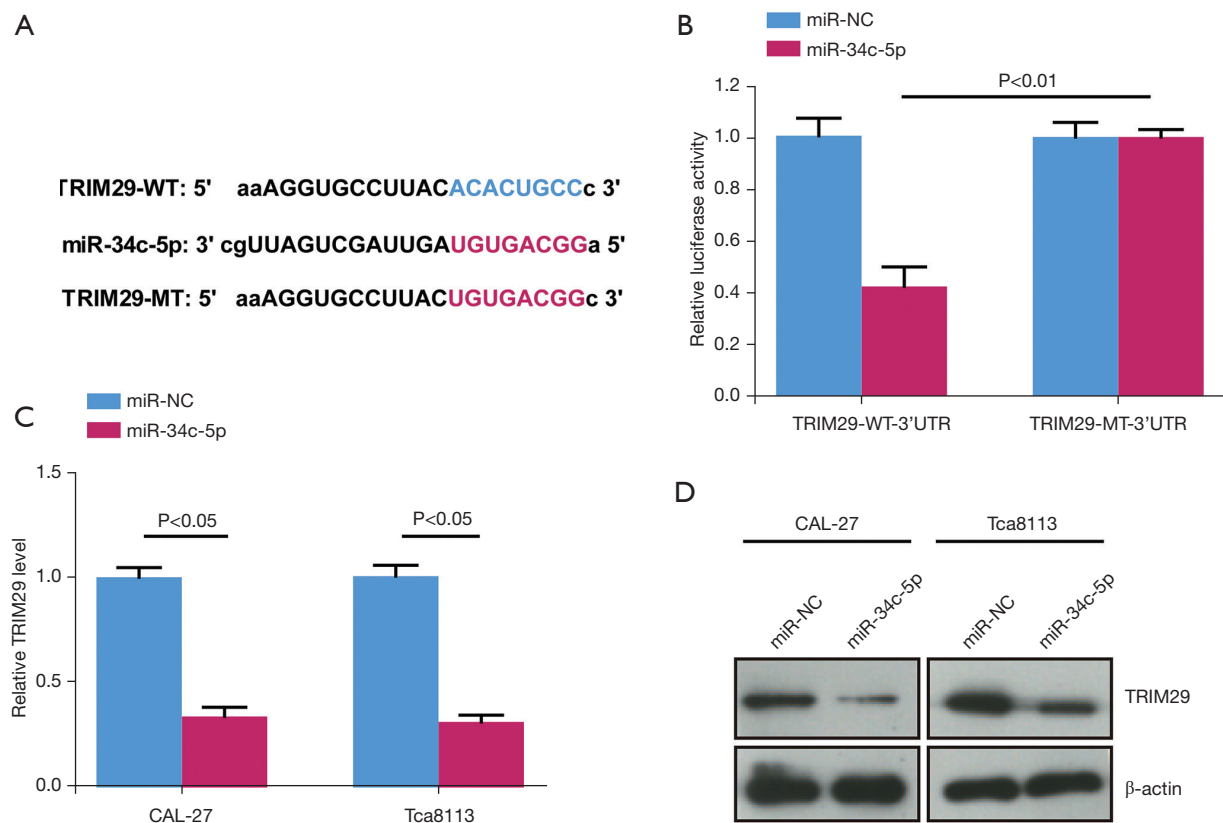 A
TRIM29-WT: 5' aaAGGUGCCUUACACACUGCCc 3'
miR-34c-5p: 3' cgUUAGUCGAUUGAUGUGACGGa 5'
TRIM29-MT: 5' aaAGGUGCCUUACUGUGACGGc 3'
B
miR-NC
miR-34c-5p
Relative luciferase activity
1.2
1.0
0.8
0.6
0.4
0.2
0.0
P<0.01
TRIM29-WT-3'UTR
TRIM29-MT-3'UTR
C
miR-NC
miR-34c-5p
Relative TRIM29 level
1.5
1.0
0.5
0.0
P<0.05
P<0.05
CAL-27
Tca8113
D
CAL-27
Tca8113
miR-NC
miR-34c-5p
miR-NC
miR-34c-5p
TRIM29
β-actin